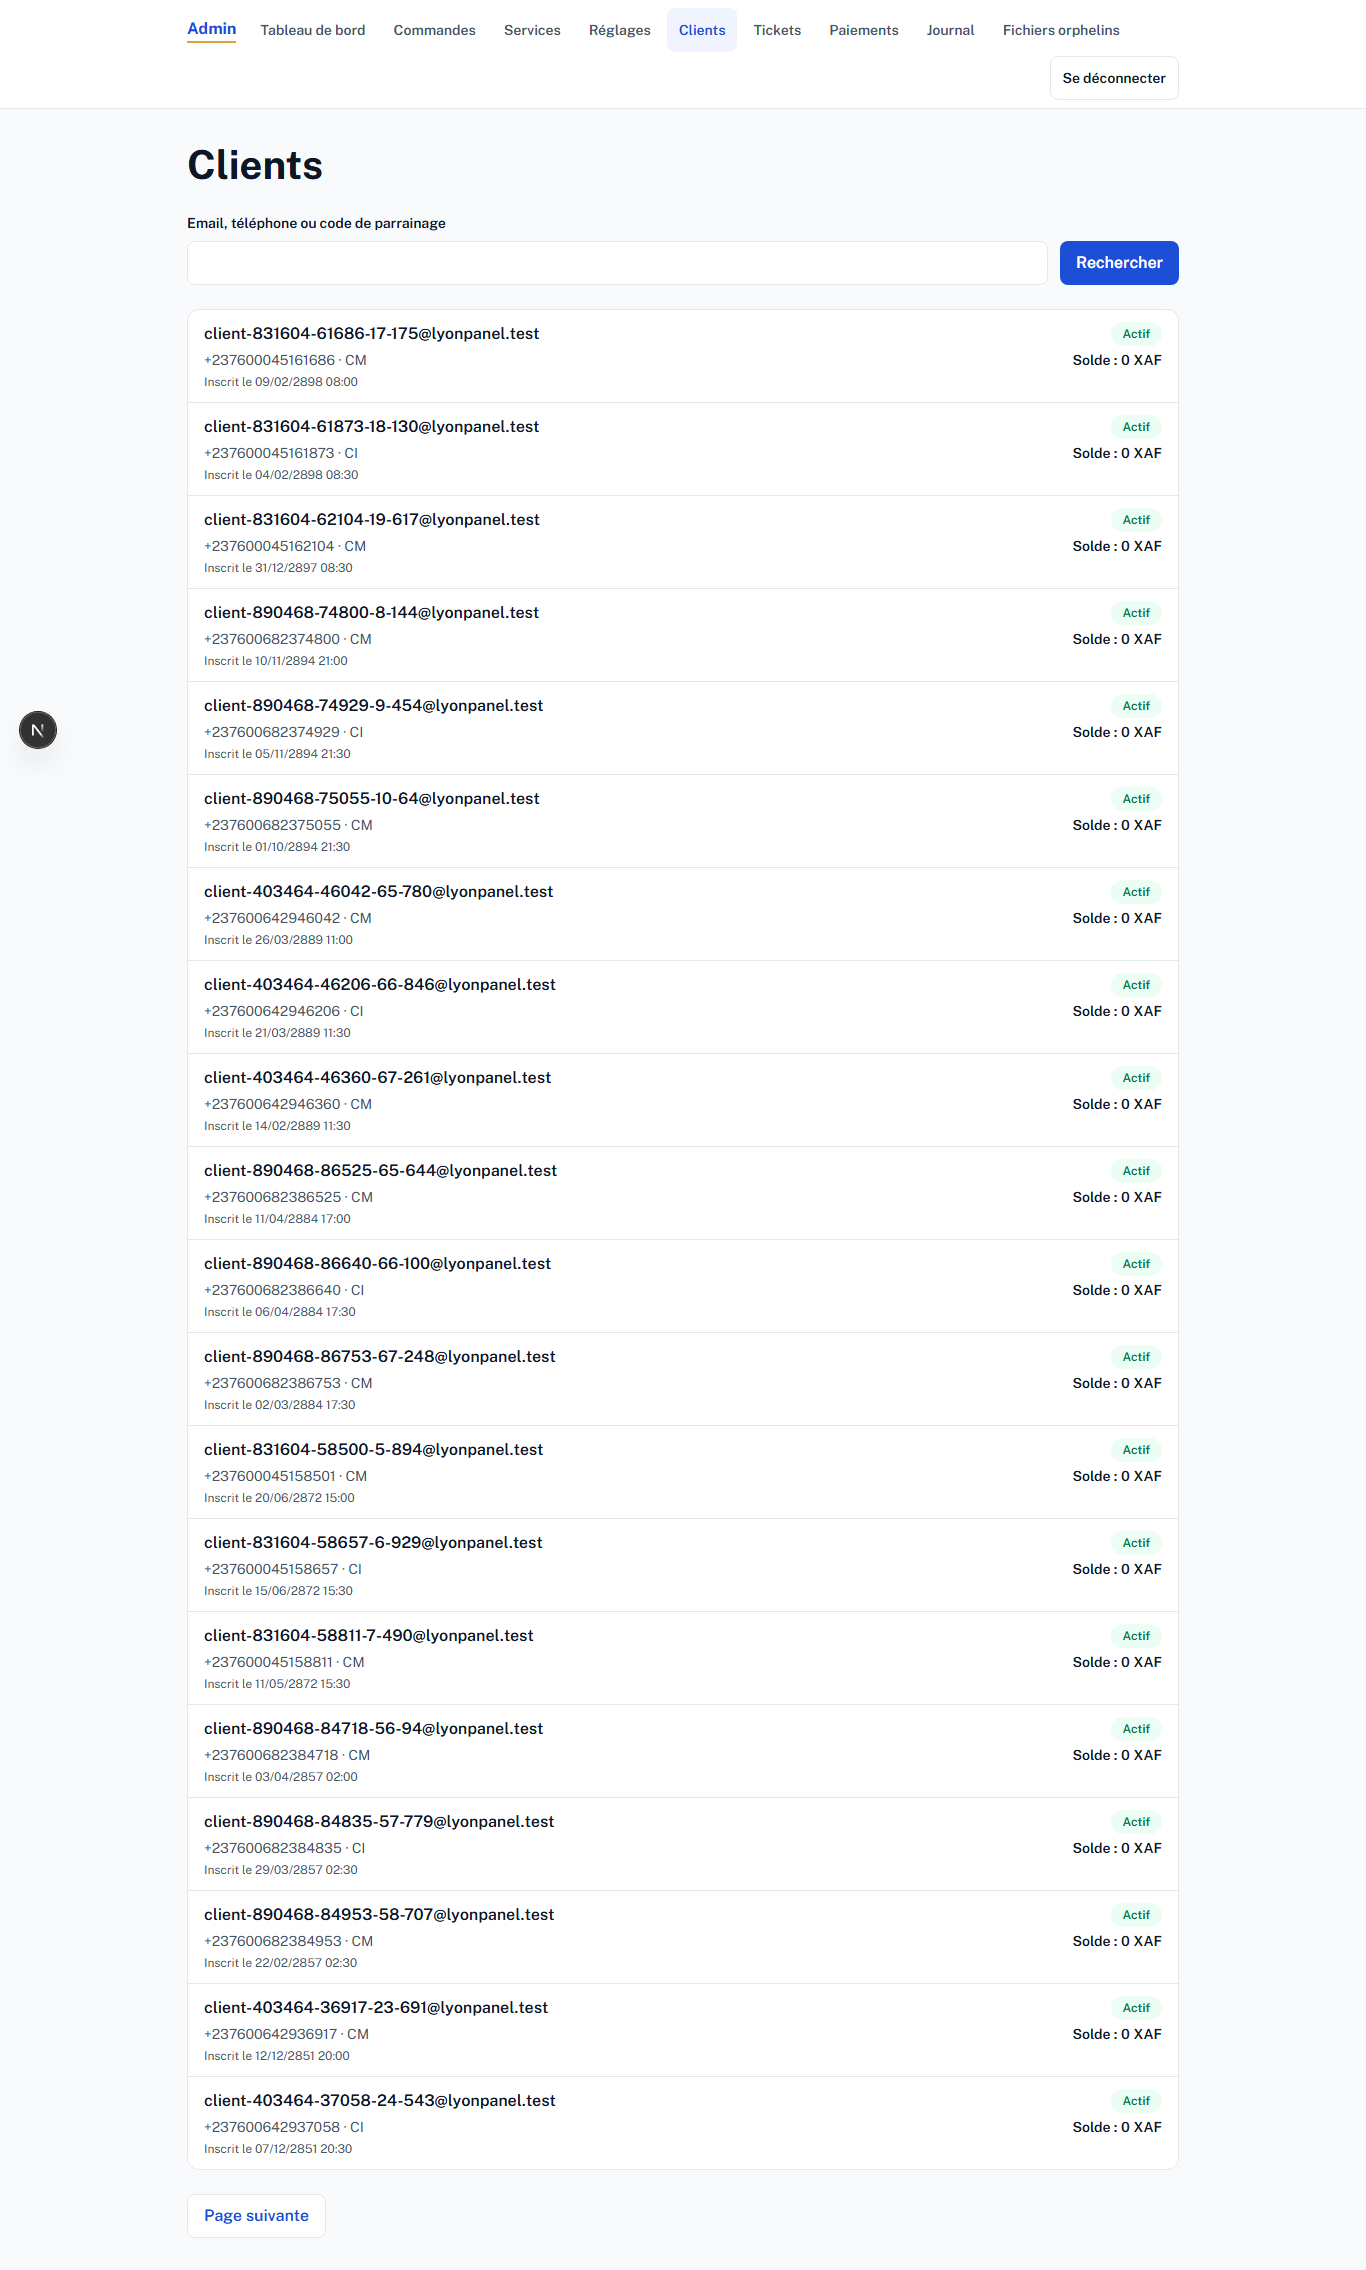 Admin Tableau de bord Commandes Services Réglages Clients Tickets Paiements Journal Fichiers orphelins
Se déconnecter
Clients
Email, téléphone ou code de parrainage
Rechercher
client-831604-61686-17-175@lyonpanel.test Actif
+237600045161686 · CM Solde : 0 XAF
Inscrit le 09/02/2898 08:00
client-831604-61873-18-130@lyonpanel.test Actif
+237600045161873 · CI Solde : 0 XAF
Inscrit le 04/02/2898 08:30
client-831604-62104-19-617@lyonpanel.test Actif
+237600045162104 · CM Solde : 0 XAF
Inscrit le 31/12/2897 08:30
client-890468-74800-8-144@lyonpanel.test Actif
+237600682374800 · CM Solde : 0 XAF
Inscrit le 10/11/2894 21:00
client-890468-74929-9-454@lyonpanel.test Actif
+237600682374929 · CI Solde : 0 XAF
Inscrit le 05/11/2894 21:30
client-890468-75055-10-64@lyonpanel.test Actif
+237600682375055 · CM Solde : 0 XAF
Inscrit le 01/10/2894 21:30
client-403464-46042-65-780@lyonpanel.test Actif
+237600642946042 · CM Solde : 0 XAF
Inscrit le 26/03/2889 11:00
client-403464-46206-66-846@lyonpanel.test Actif
+237600642946206 · CI Solde : 0 XAF
Inscrit le 21/03/2889 11:30
client-403464-46360-67-261@lyonpanel.test Actif
+237600642946360 · CM Solde : 0 XAF
Inscrit le 14/02/2889 11:30
client-890468-86525-65-644@lyonpanel.test Actif
+237600682386525 · CM Solde : 0 XAF
Inscrit le 11/04/2884 17:00
client-890468-86640-66-100@lyonpanel.test Actif
+237600682386640 · CI Solde : 0 XAF
Inscrit le 06/04/2884 17:30
client-890468-86753-67-248@lyonpanel.test Actif
+237600682386753 · CM Solde : 0 XAF
Inscrit le 02/03/2884 17:30
client-831604-58500-5-894@lyonpanel.test Actif
+237600045158501 · CM Solde : 0 XAF
Inscrit le 20/06/2872 15:00
client-831604-58657-6-929@lyonpanel.test Actif
+237600045158657 · CI Solde : 0 XAF
Inscrit le 15/06/2872 15:30
client-831604-58811-7-490@lyonpanel.test Actif
+237600045158811 · CM Solde : 0 XAF
Inscrit le 11/05/2872 15:30
client-890468-84718-56-94@lyonpanel.test Actif
+237600682384718 · CM Solde : 0 XAF
Inscrit le 03/04/2857 02:00
client-890468-84835-57-779@lyonpanel.test Actif
+237600682384835 · CI Solde : 0 XAF
Inscrit le 29/03/2857 02:30
client-890468-84953-58-707@lyonpanel.test Actif
+237600682384953 · CM Solde : 0 XAF
Inscrit le 22/02/2857 02:30
client-403464-36917-23-691@lyonpanel.test Actif
+237600642936917 · CM Solde : 0 XAF
Inscrit le 12/12/2851 20:00
client-403464-37058-24-543@lyonpanel.test Actif
+237600642937058 · CI Solde : 0 XAF
Inscrit le 07/12/2851 20:30
Page suivante